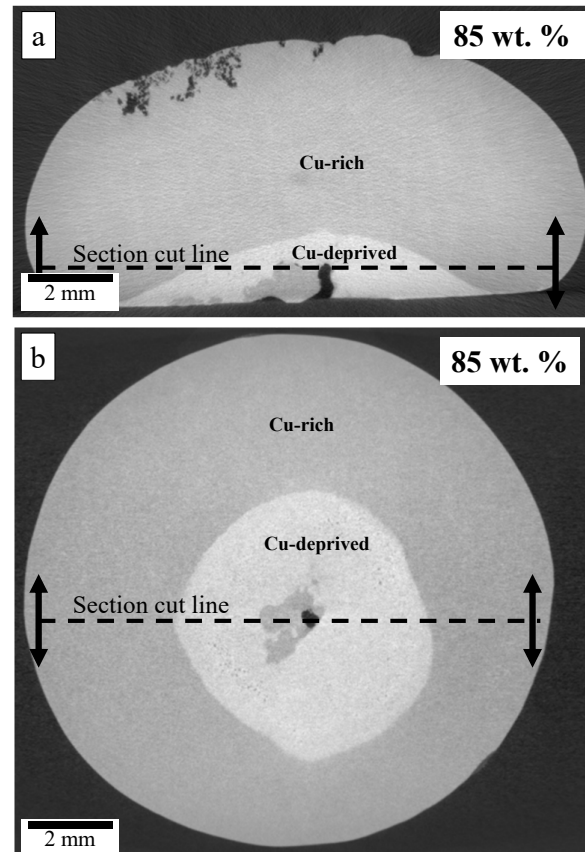 a
85 wt. %
Cu-rich
Cu-deprived
Section cut line
2 mm
b
85 wt. %
Cu-rich
Cu-deprived
Section cut line
2 mm